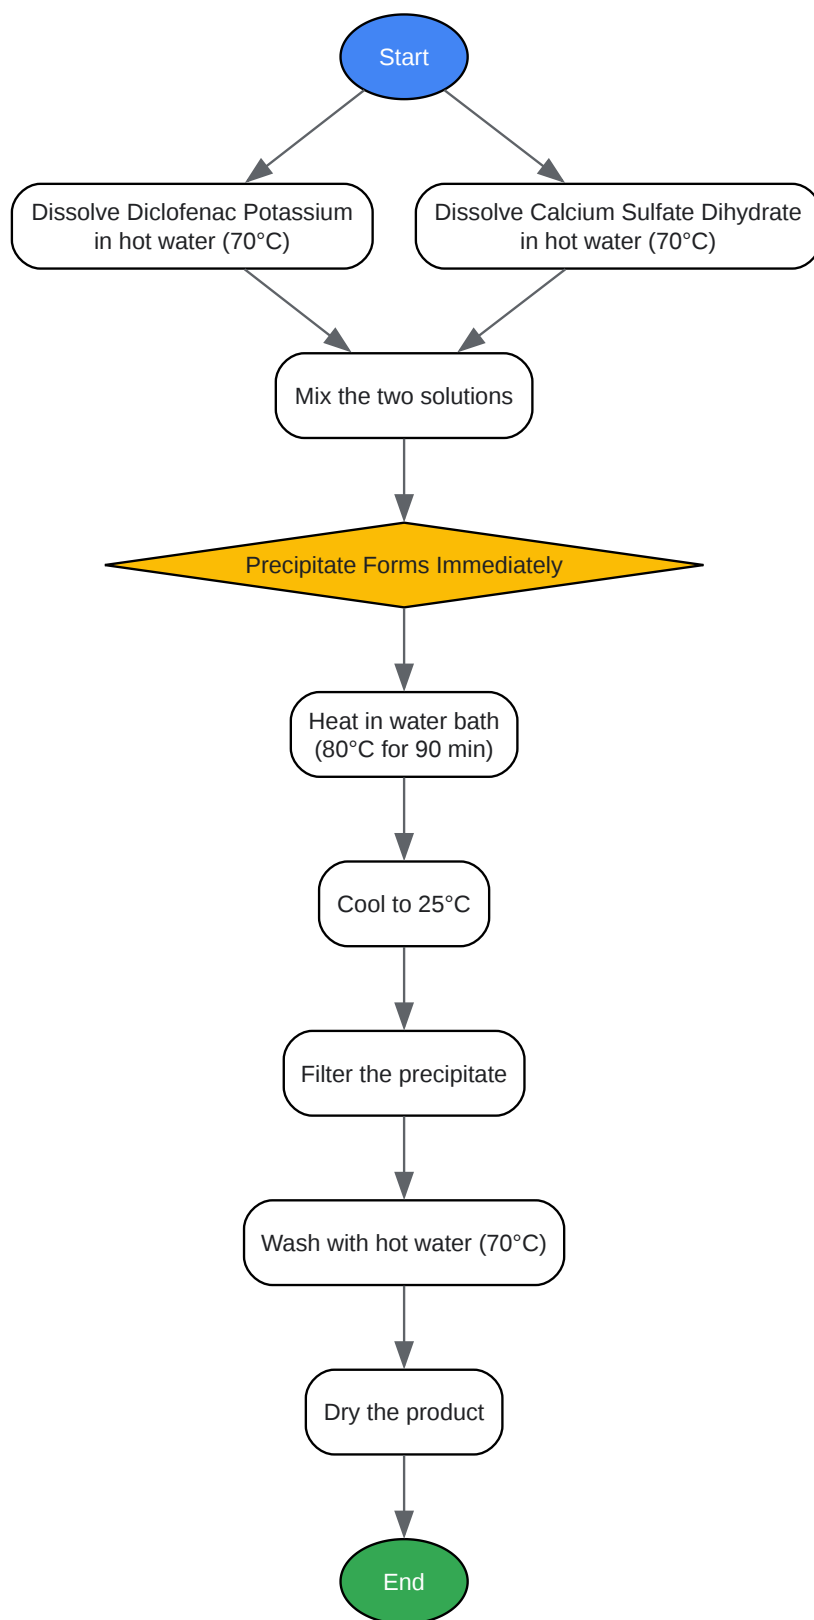 Start
Dissolve Diclofenac Potassium
in hot water (70°C)
Dissolve Calcium Sulfate Dihydrate
in hot water (70°C)
Mix the two solutions
Precipitate Forms Immediately
Heat in water bath
(80°C for 90 min)
Cool to 25°C
Filter the precipitate
Wash with hot water (70°C)
Dry the product
End